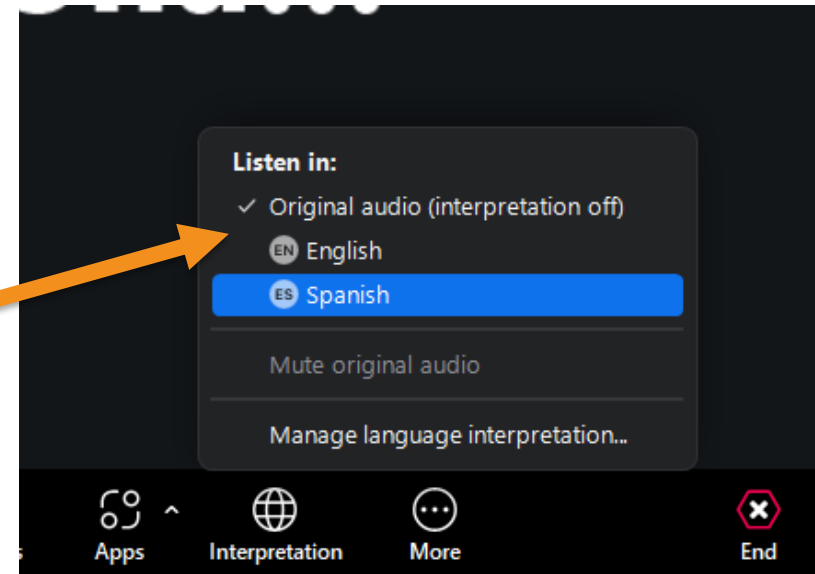 Listen in:
✓ Original audio (interpretation off)
EN English
ES Spanish
Mute original audio
Manage language interpretation...
Apps
Interpretation
More
End